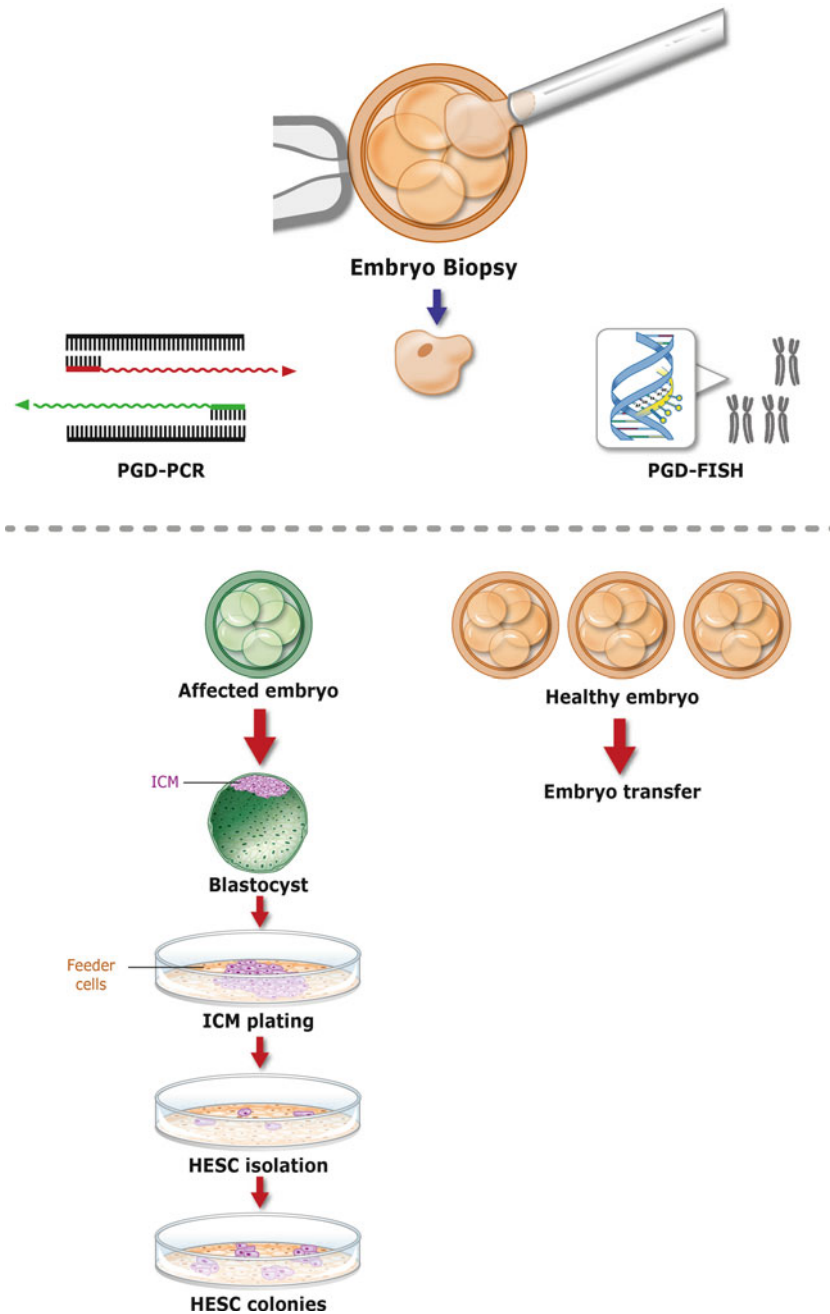 Embryo Biopsy
PGD-PCR
PGD-FISH
Affected embryo
Healthy embryo
ICM
Embryo transfer
Blastocyst
Feeder
cells
ICM plating
HESC isolation
HESC colonies